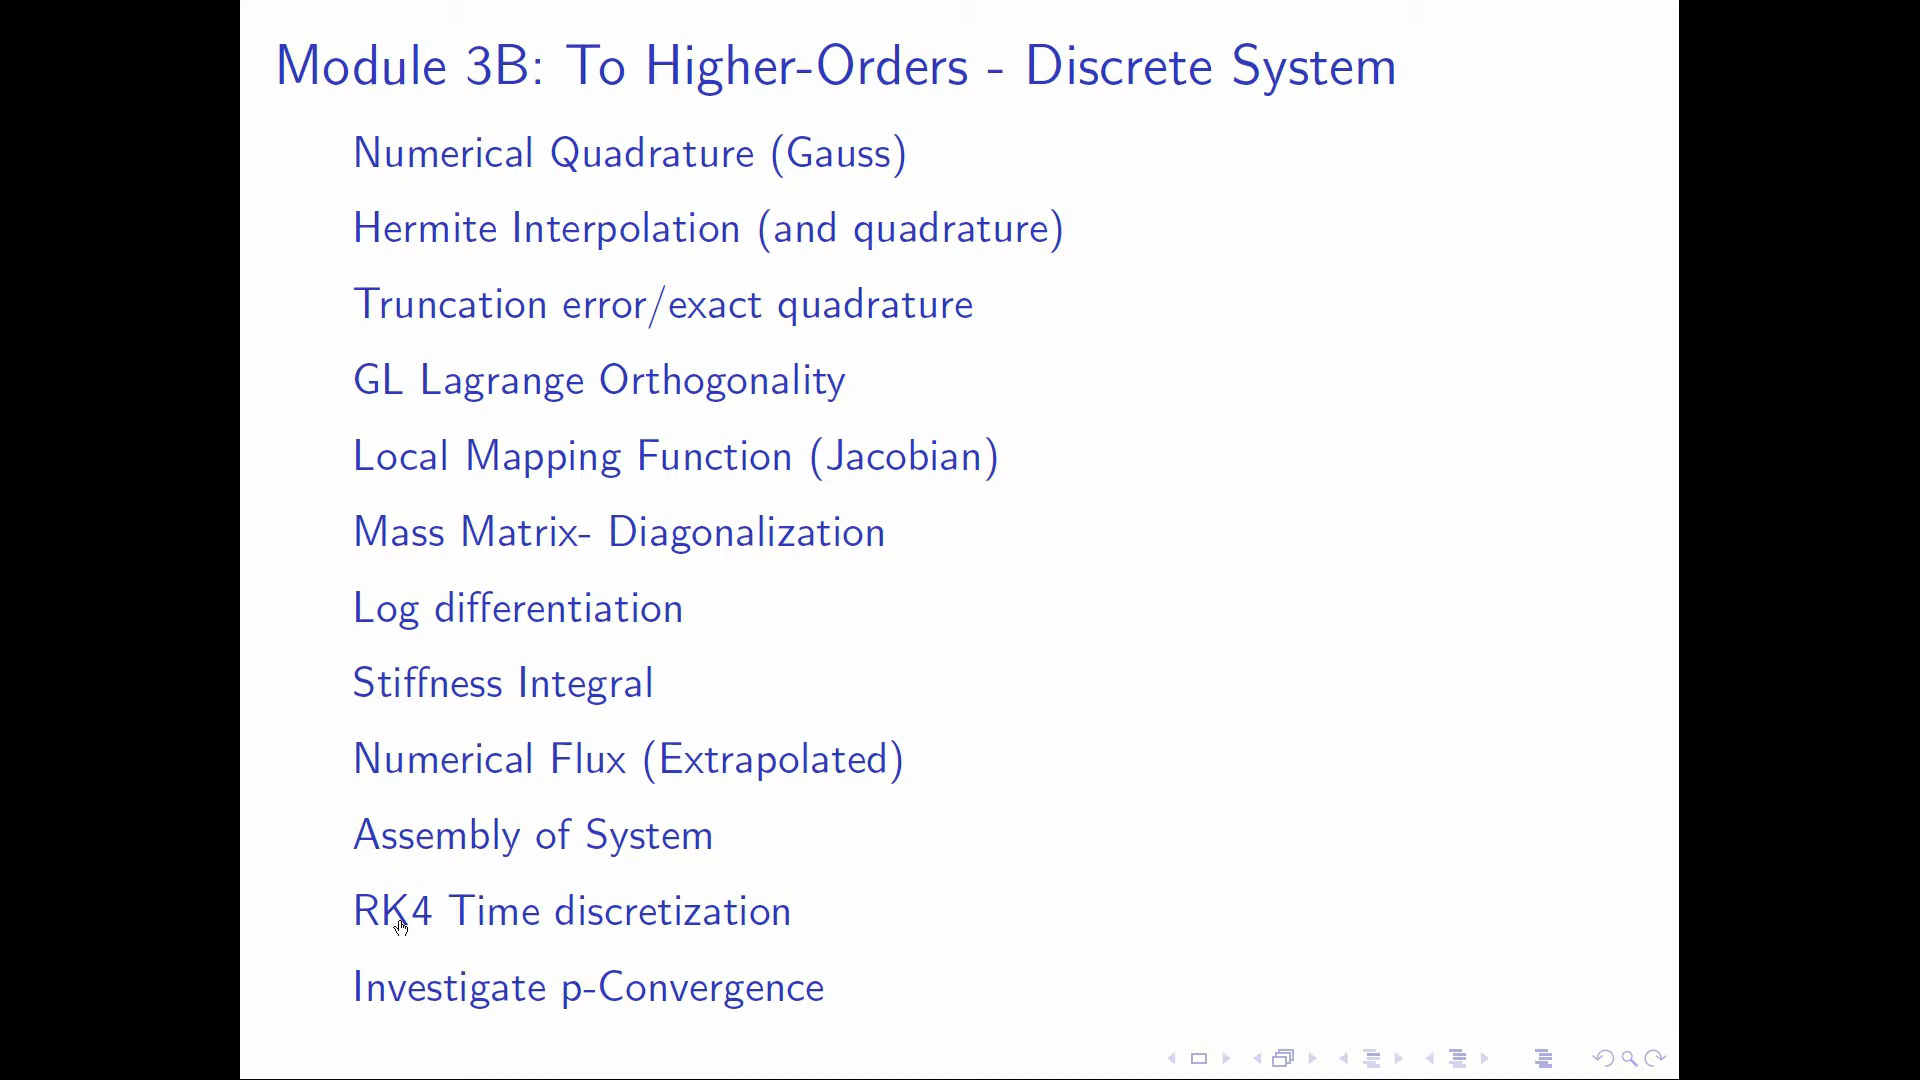 Module 3B: To Higher-Orders - Discrete System
Numerical Quadrature (Gauss)
Hermite Interpolation (and quadrature)
Truncation error/exact quadrature
GL Lagrange Orthogonality
Local Mapping Function (Jacobian)
Mass Matrix- Diagonalization
Log differentiation
Stiffness Integral
Numerical Flux (Extrapolated)
Assembly of System
RK4 Time discretization
Investigate p-Convergence